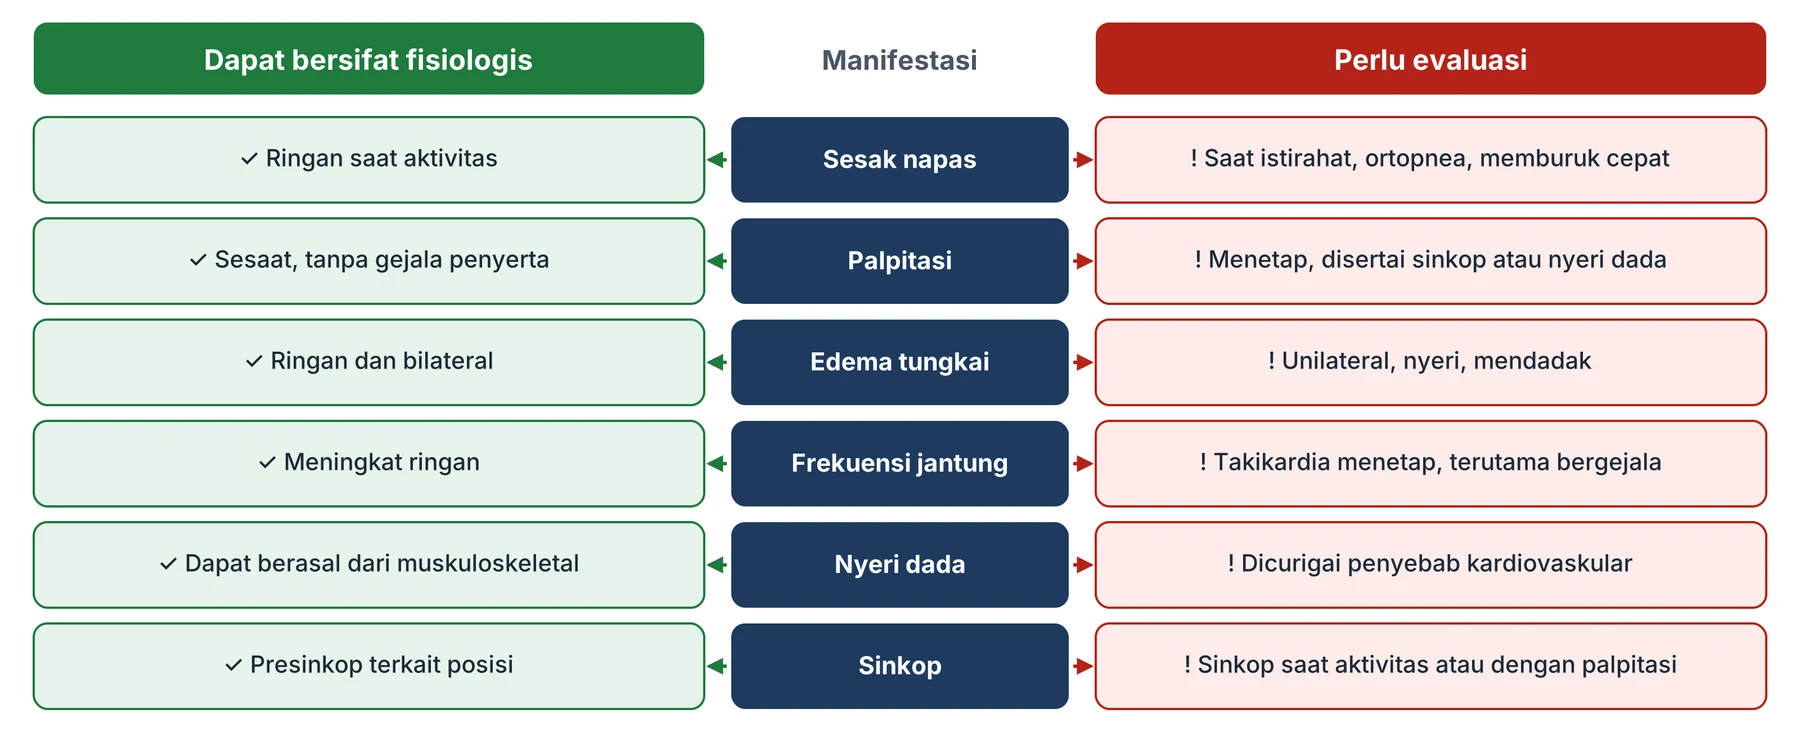 Dapat bersifat fisiologis
Manifestasi
Perlu evaluasi
✓ Ringan saat aktivitas
Sesak napas
! Saat istirahat, ortopnea, memburuk cepat
✓ Sesaat, tanpa gejala penyerta
Palpitasi
! Menetap, disertai sinkop atau nyeri dada
✓ Ringan dan bilateral
Edema tungkai
! Unilateral, nyeri, mendadak
✓ Meningkat ringan
Frekuensi jantung
! Takikardia menetap, terutama bergejala
✓ Dapat berasal dari muskuloskeletal
Nyeri dada
! Dicurigai penyebab kardiovaskular
✓ Presinkop terkait posisi
Sinkop
! Sinkop saat aktivitas atau dengan palpitasi